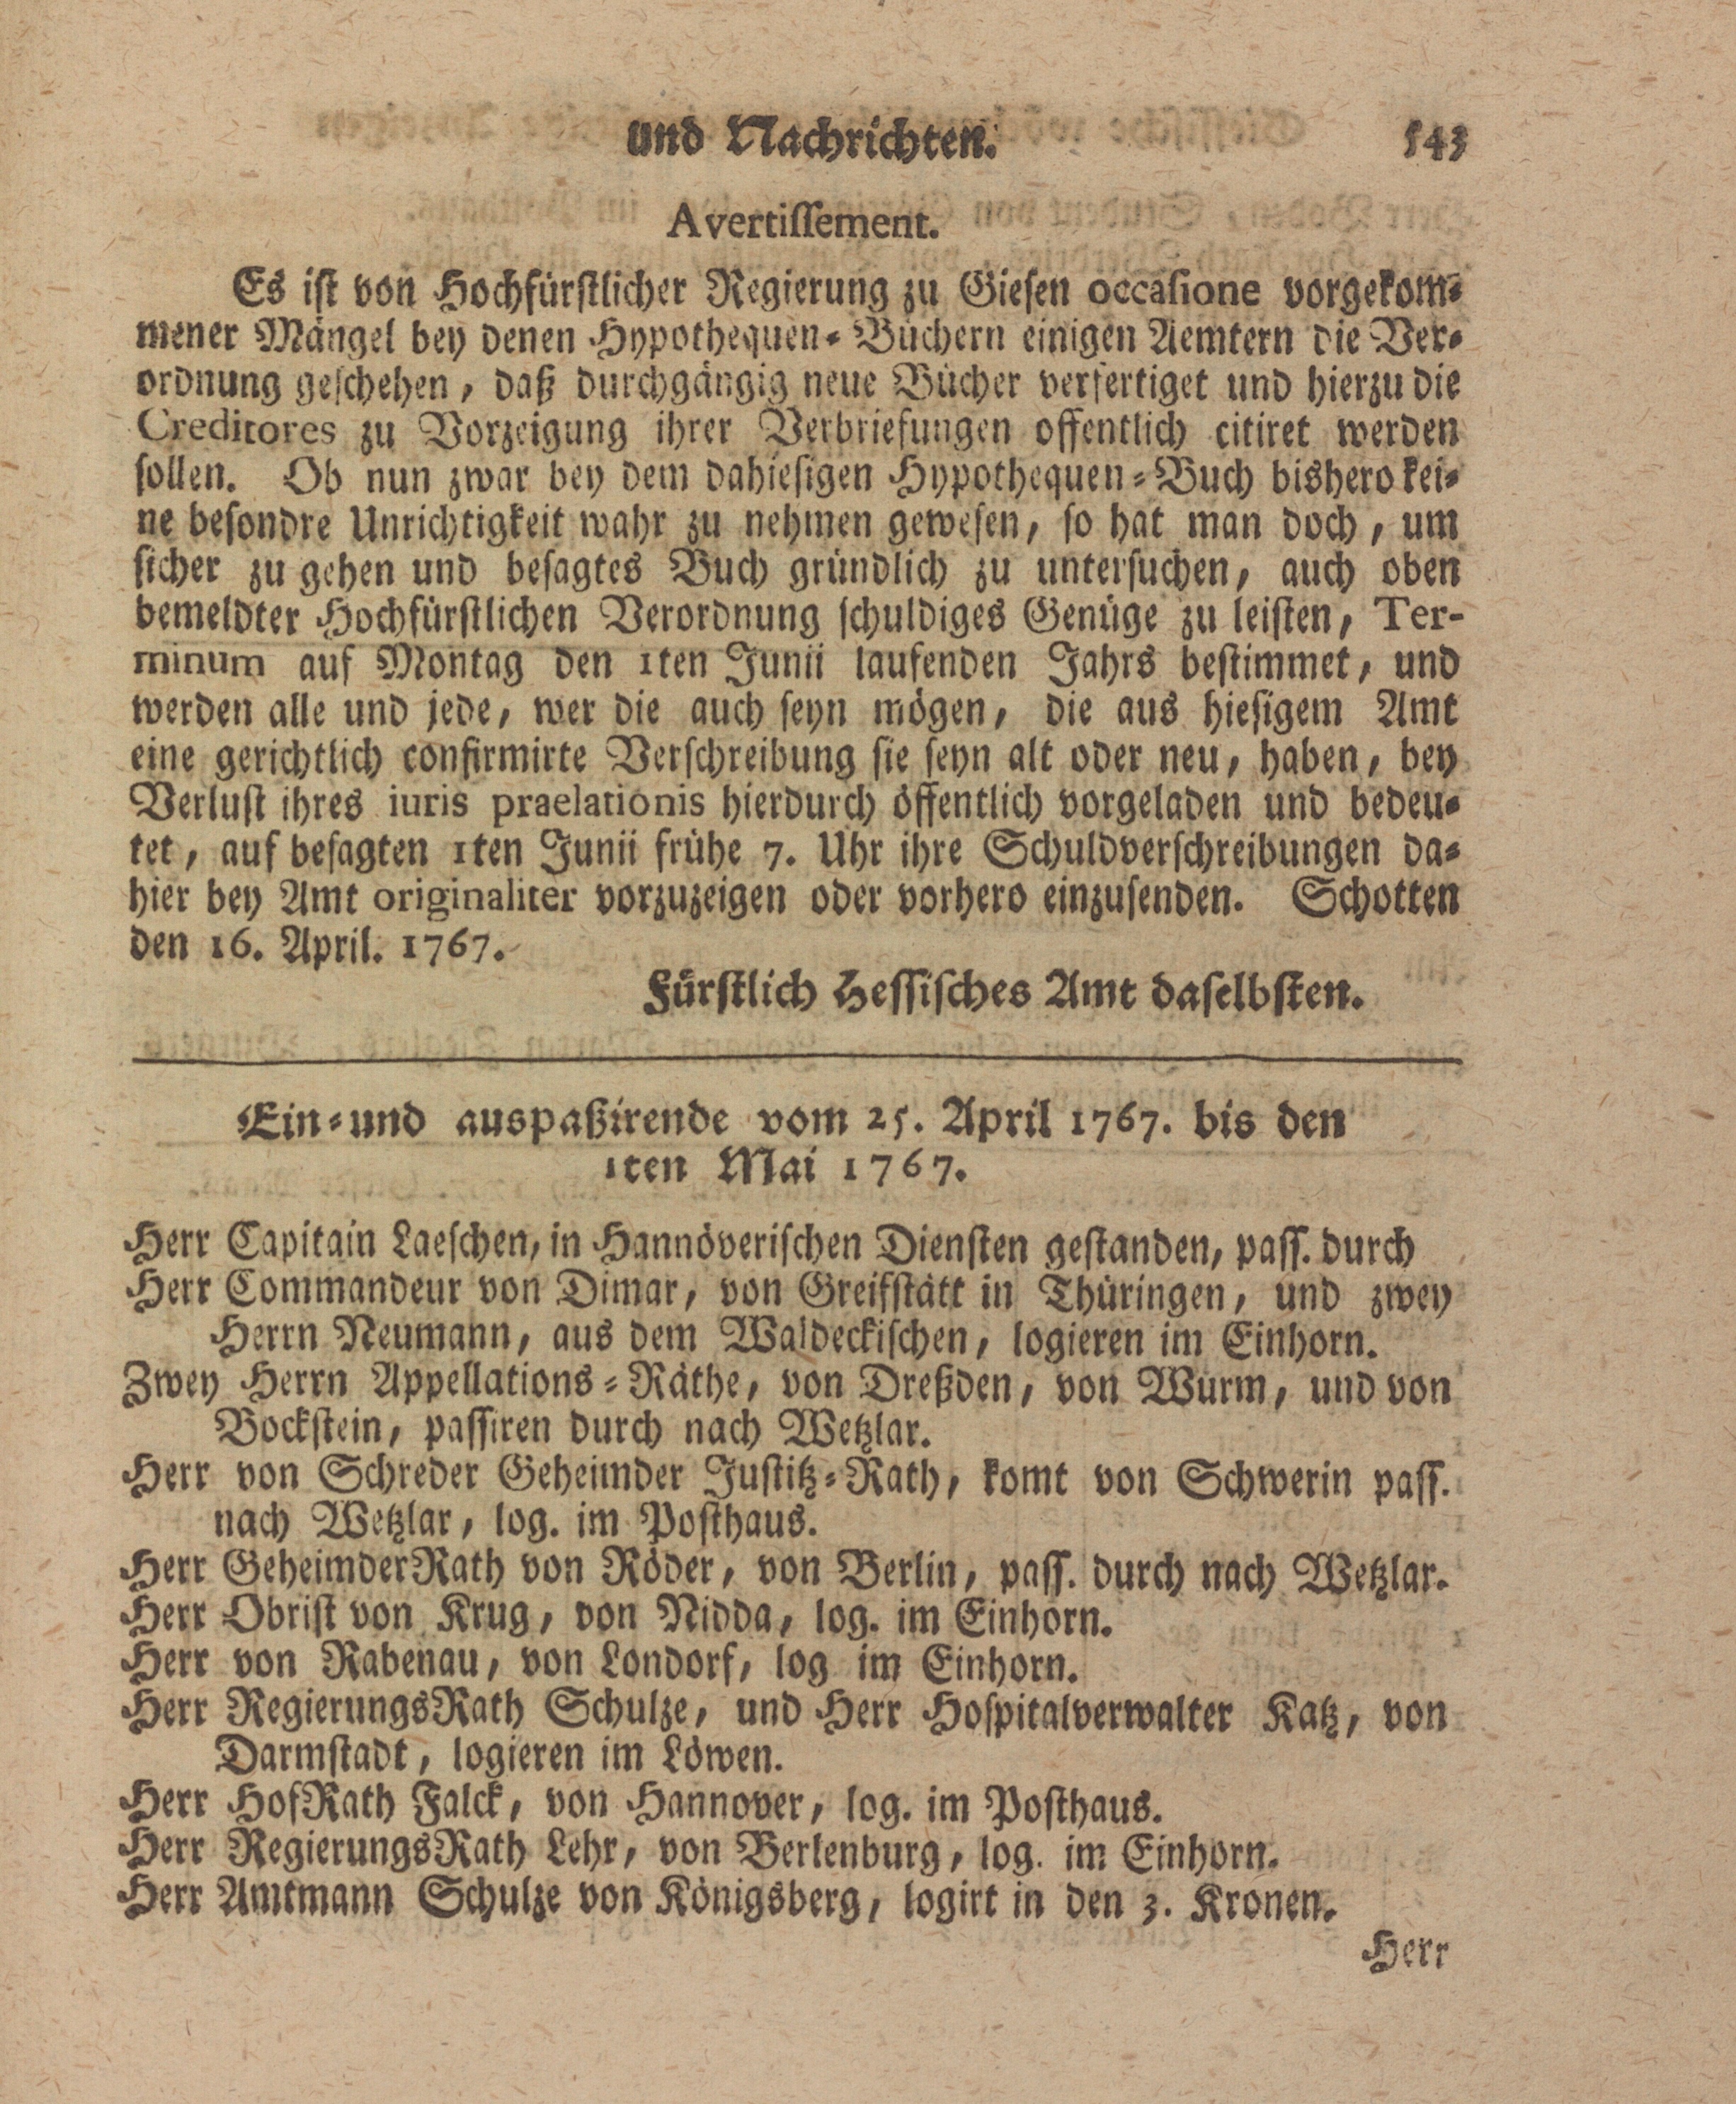 und Nachrichten. 543
Avertiſſement.
Es iſt von Hochfürſtlicher Regierung zu Gieſen occaſione vorgekom⸗
mener Mängel bey denen Hypothequen⸗Büchern einigen Aemtern die Ver⸗
ordnung geſchehen, daß durchgängig neue Bücher verfertiget und hierzu die
Creditores zu Vorzeigung ihrer Verbriefungen offentlich citiret werden
ſollen. Ob nun zwar bey dem dahieſigen Hypothequen⸗Buch bishero kei⸗
ne beſondre Unrichtigkeit wahr zu nehmen geweſen, ſo hat man doch, um
ſicher zu gehen und beſagtes Buch gründlich zu unterſuchen, auch oben
bemeldter Hochfürſtlichen Verordnung ſchuldiges Genüge zu leiſten, Ter-
minum auf Montag den 1ten Junii laufenden Jahrs beſtimmet, und
werden alle und jede, wer die auch ſeyn mögen, die aus hieſigem Amt
eine gerichtlich confirmirte Verſchreibung ſie ſeyn alt oder neu, haben, bey
Verluſt ihres iuris praelationis hierdurch öffentlich vorgeladen und bedeu⸗
tet, auf beſagten 1ten Junii frühe 7. Uhr ihre Schuldverſchreibungen da⸗
hier bey Amt originaliter vorzuzeigen oder vorhero einzuſenden. Schotten
den 16. April. 1767.
Fürſtlich Heſſiſches Amt daſelbſten.
Ein⸗und auspaßirende vom 25. April 1767. bis den
1ten Mai 1767.
Herr Capitain Laeſchen, in Hannöveriſchen Dienſten geſtanden, paſſ. durch
Herr Commandeur von Dimar, von Greifſtätt in Thüringen, und zwey
Herrn Neumann, aus dem Waldeckiſchen, logieren im Einhorn.
Zwey Herrn Appellations⸗Räthe, von Dreßden, von Wurm, und von
Bockſtein, paſſiren durch nach Wetzlar.
Herr von Schreder Geheimder Juſtitz⸗Rath, komt von Schwerin paſſ.
nach Wetzlar, log. im Poſthaus.
Herr GeheimderRath von Röder, von Berlin, paſſ. durch nach Wetzlar.
Herr Obriſt von Krug, von Nidda, log. im Einhorn.
Herr von Rabenau, von Londorf, log im Einhorn.
Herr RegierungsRath Schulze, und Herr Hoſpitalverwalter Katz, von
Darmſtadt, logieren im Löwen.
Herr HofRath Falck, von Hannover, log. im Poſthaus.
Herr RegierungsRath Lehr, von Berlenburg, log. im Einhorn.
Herr Amtmann Schulze von Königsberg, logirt in den 3. Kronen.
Herr